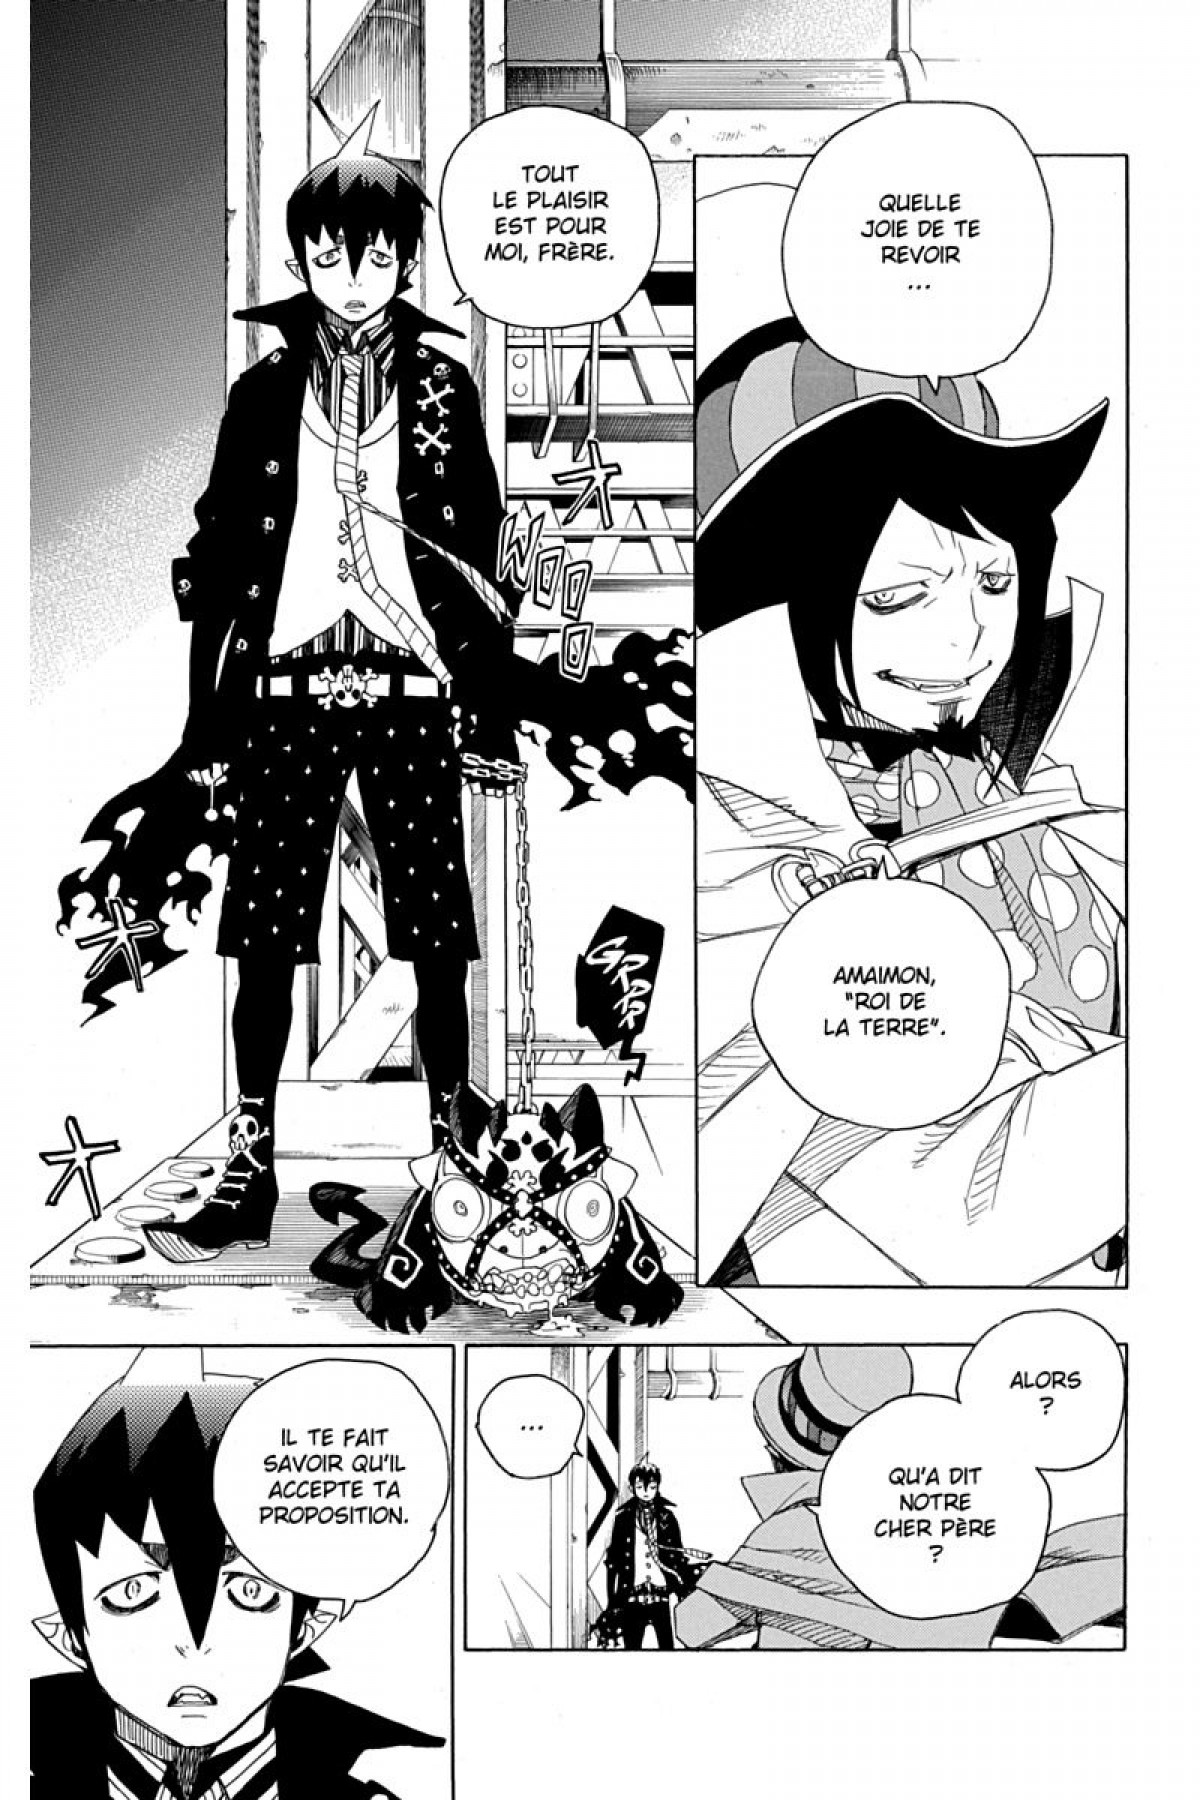 QUELLE
JOIE DE TE
REVOIR
...
AMAIMON,
"ROI DE
LA TERRE".
TOUT
LE PLAISIR
EST POUR
MOI, FRÈRE.
WOOO
GRRR
ALORS
?
QU'A DIT
NOTRE
CHER PÈRE
?
...
IL TE FAIT
SAVOIR QU'IL
ACCEPTE TA
PROPOSITION.